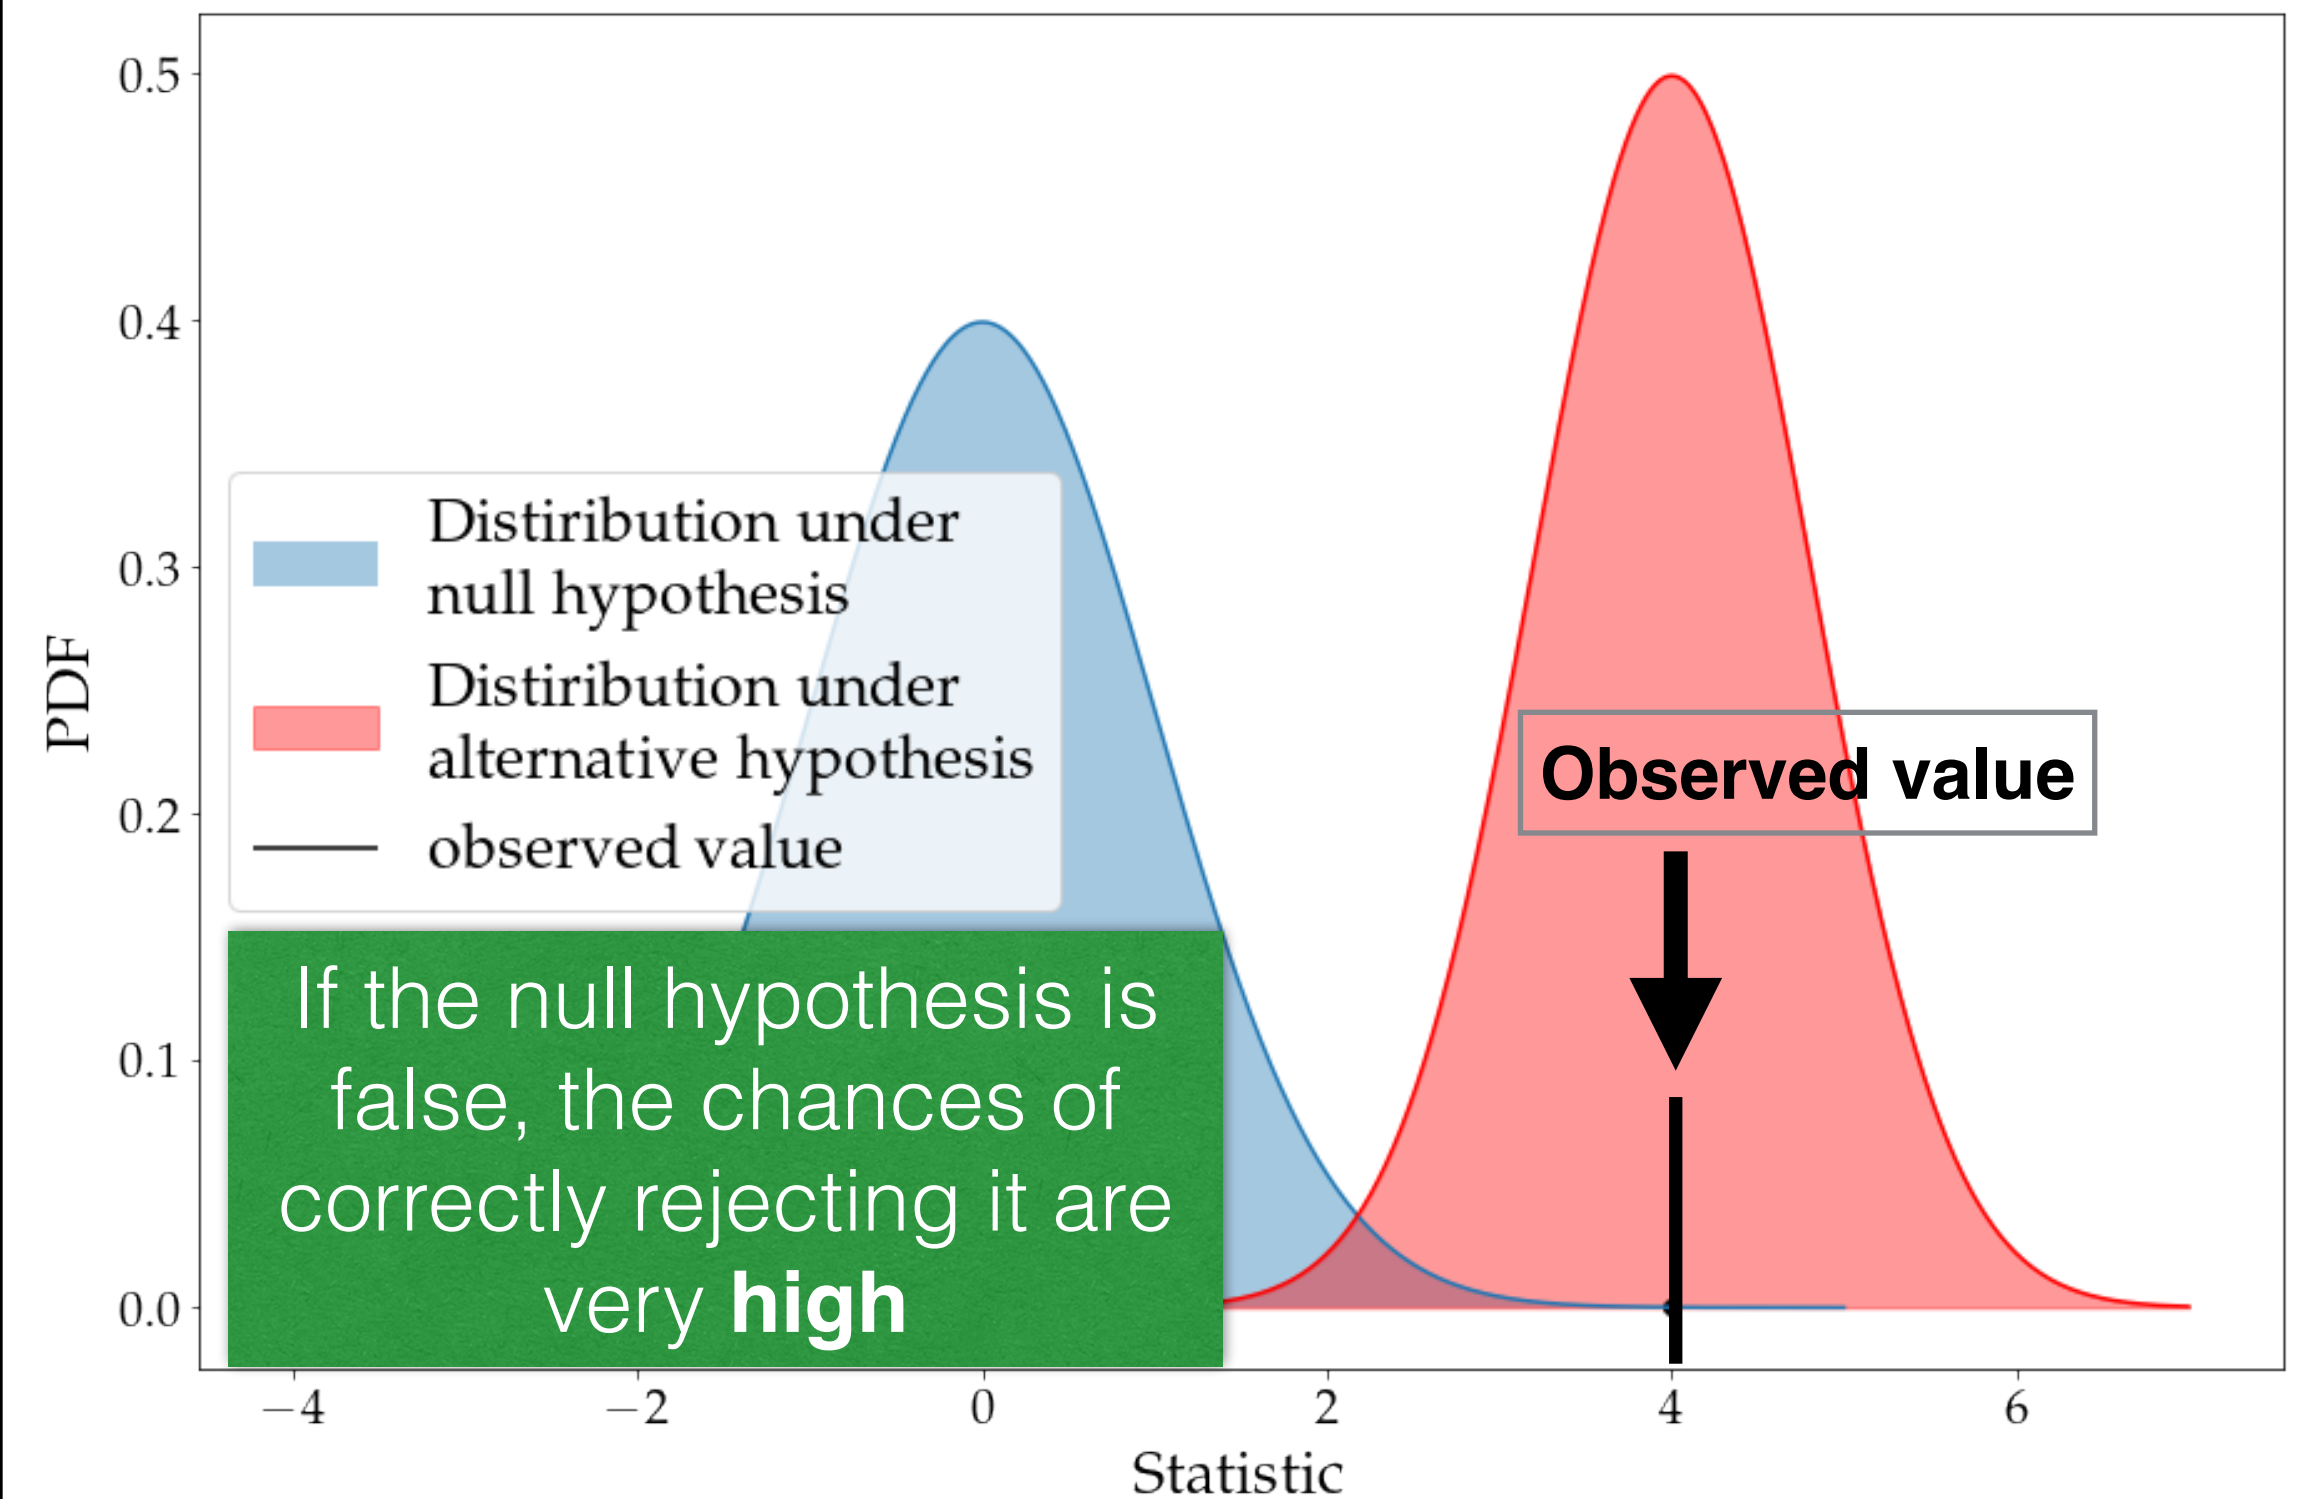 0.5
0.4
0.3
0.2
0.1
0.0
PDF
Distiribution under
null hypothesis
Distiribution under
alternative hypothesis
observed value
Observed value
If the null hypothesis is
false, the chances of
correctly rejecting it are
very high
−4 −2 0 2 4 6
Statistic